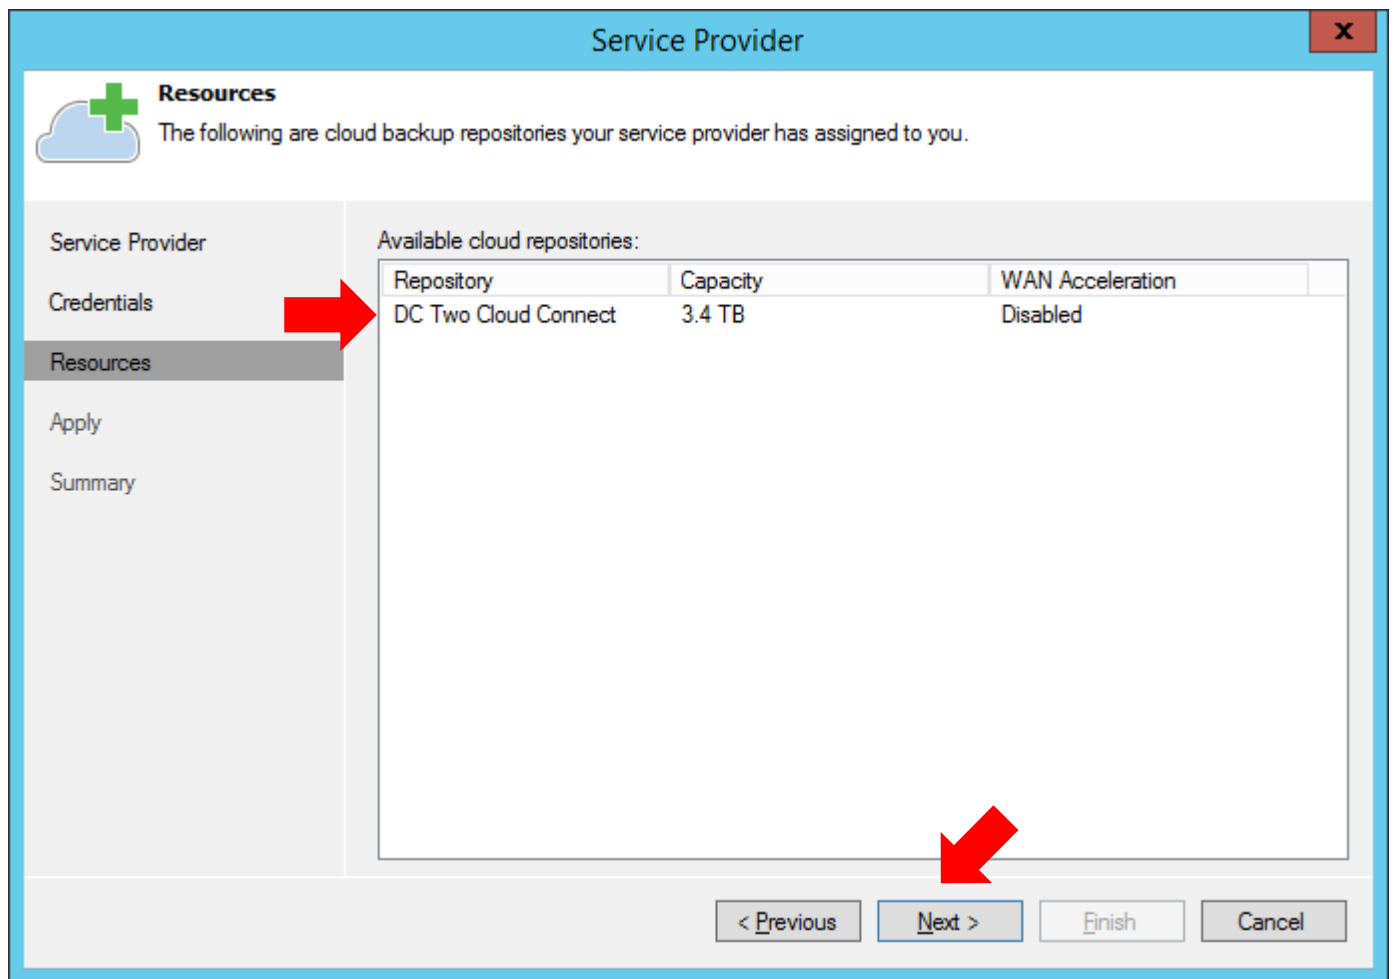 Service Provider
x
Resources
The following are cloud backup repositories your service provider has assigned to you.
Service Provider
Credentials
Resources
Apply
Summary
Available cloud repositories:
Repository Capacity WAN Acceleration
DC Two Cloud Connect 3.4 TB Disabled
< Previous Next > Finish Cancel